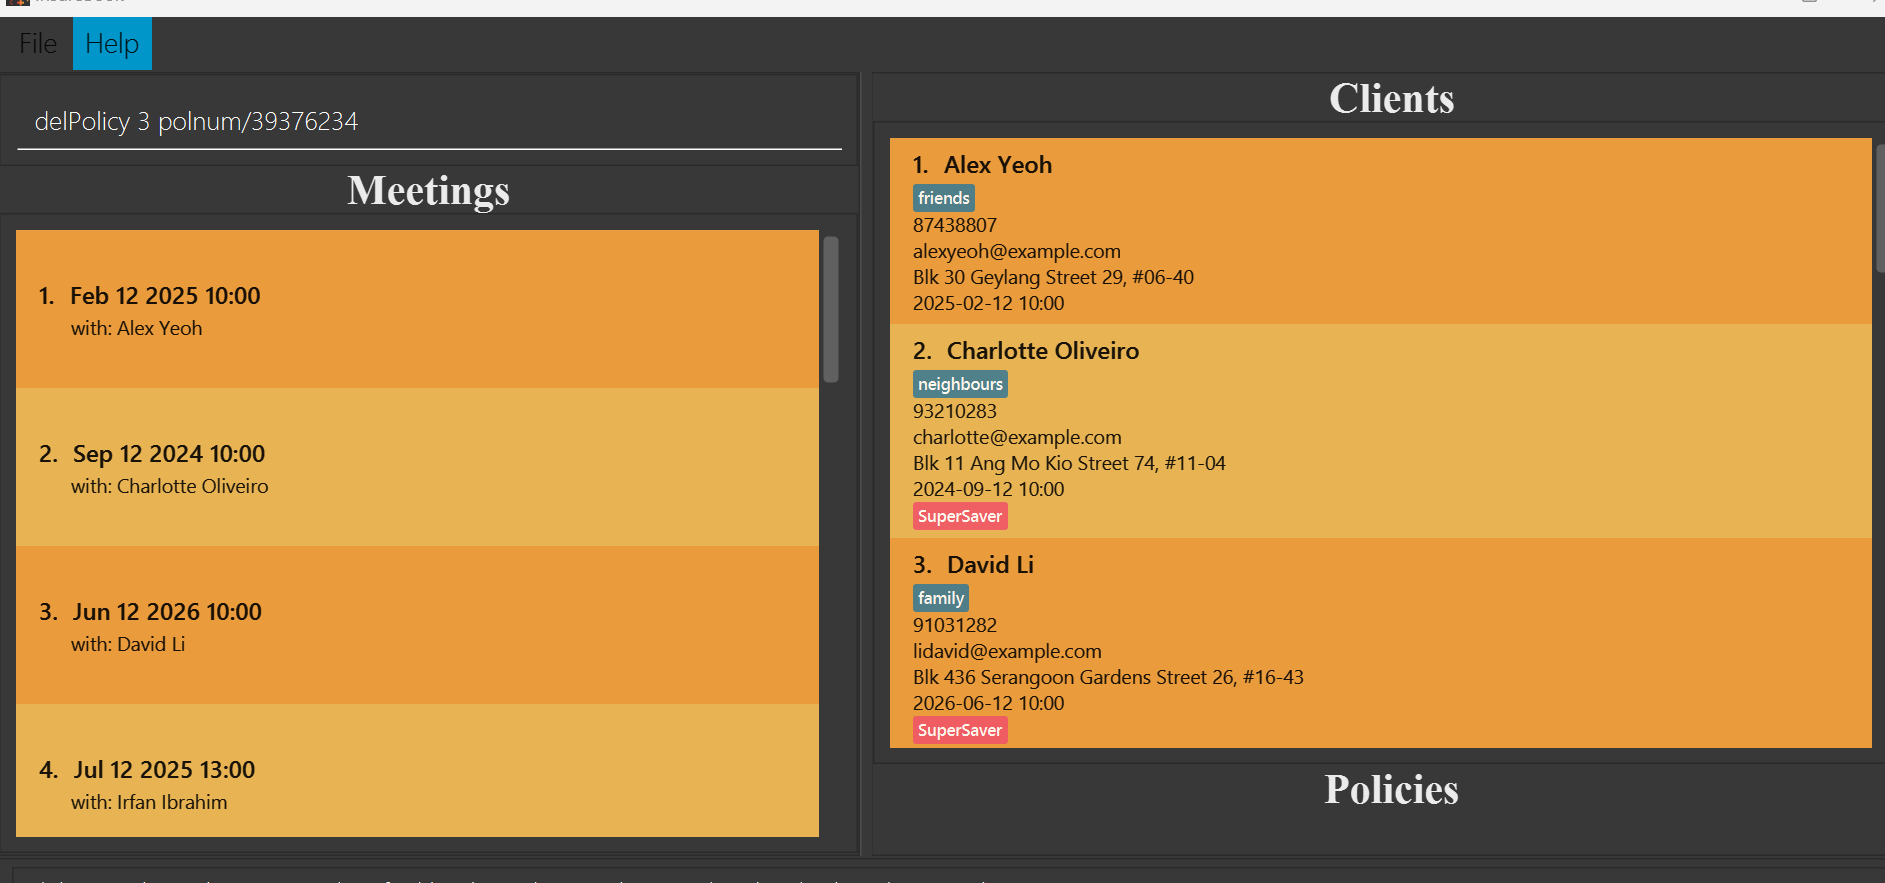 File Help
delPolicy 3 polnum/39376234
Meetings
1. Feb 12 2025 10:00
with: Alex Yeoh
2. Sep 12 2024 10:00
with: Charlotte Oliveiro
3. Jun 12 2026 10:00
with: David Li
4. Jul 12 2025 13:00
with: Irfan Ibrahim
Clients
1. Alex Yeoh
friends
87438807
alexyeoh@example.com
Blk 30 Geylang Street 29, #06-40
2025-02-12 10:00
2. Charlotte Oliveiro
neighbours
93210283
charlotte@example.com
Blk 11 Ang Mo Kio Street 74, #11-04
2024-09-12 10:00
SuperSaver
3. David Li
family
91031282
lidavid@example.com
Blk 436 Serangoon Gardens Street 26, #16-43
2026-06-12 10:00
SuperSaver
Policies